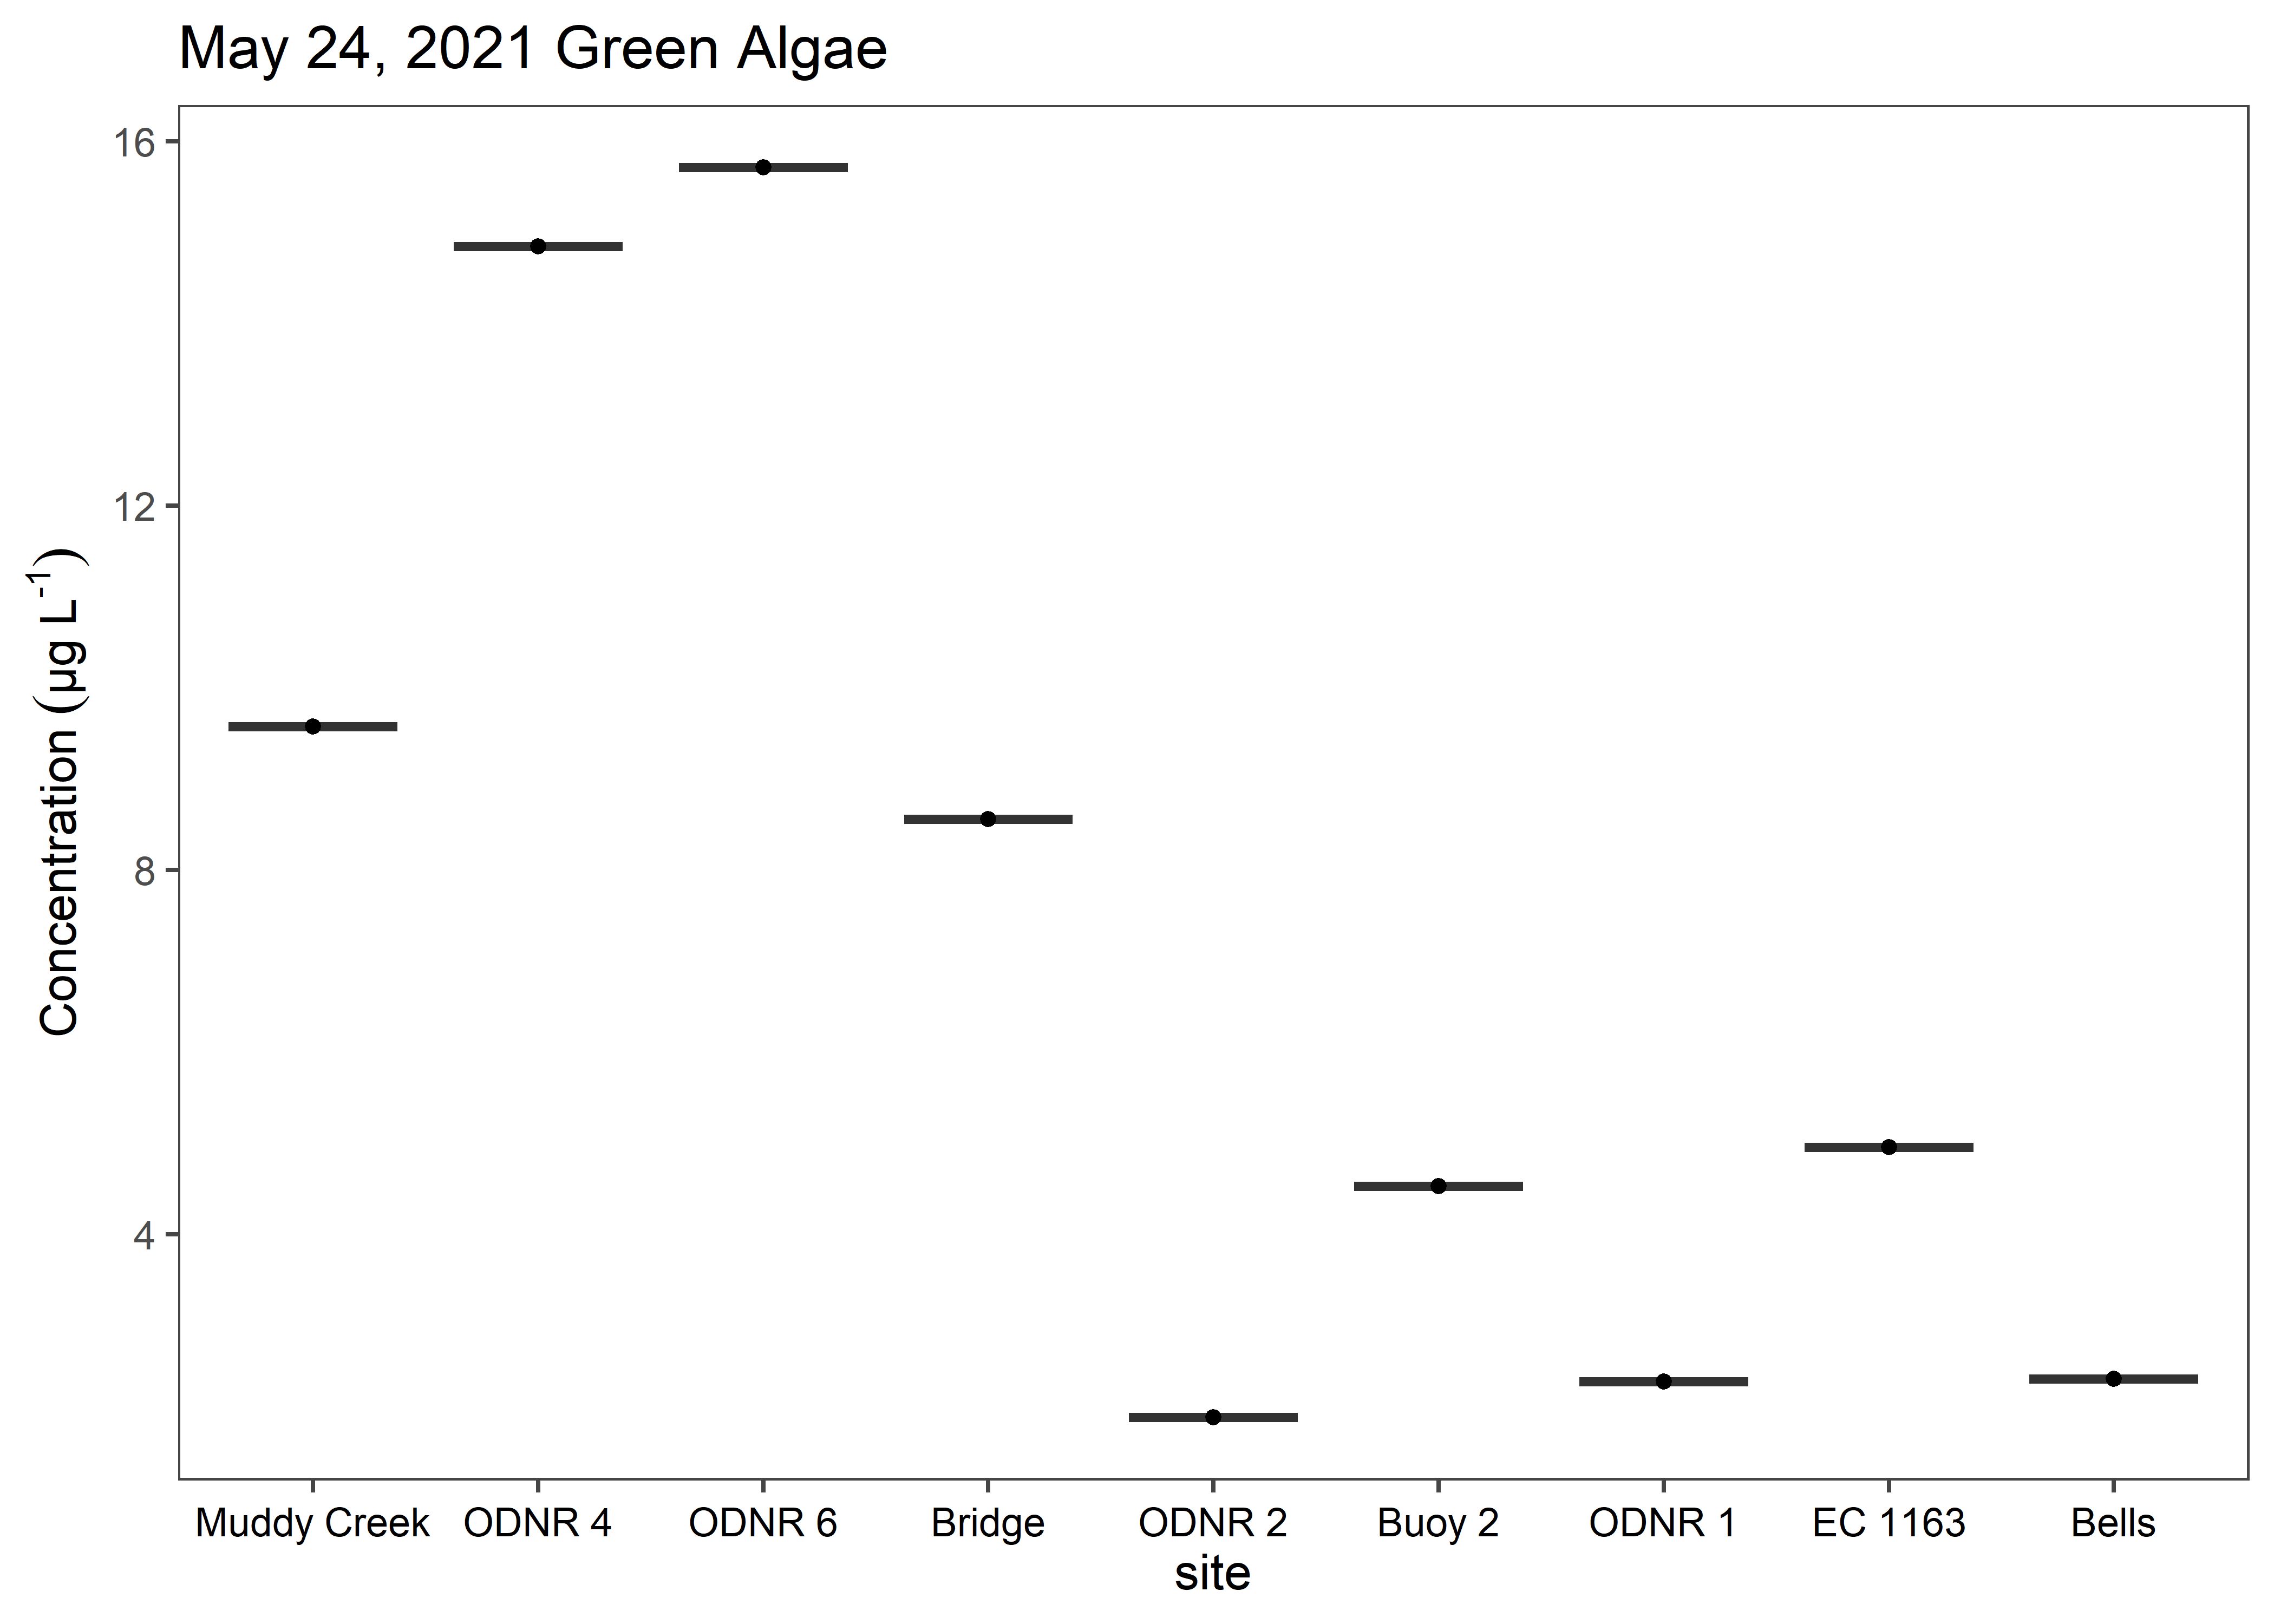 May 24, 2021 Green Algae
16
12
8
4
Concentration (µg L⁻¹)
Muddy Creek ODNR 4 ODNR 6 Bridge ODNR 2 Buoy 2 ODNR 1 EC 1163 Bells
site